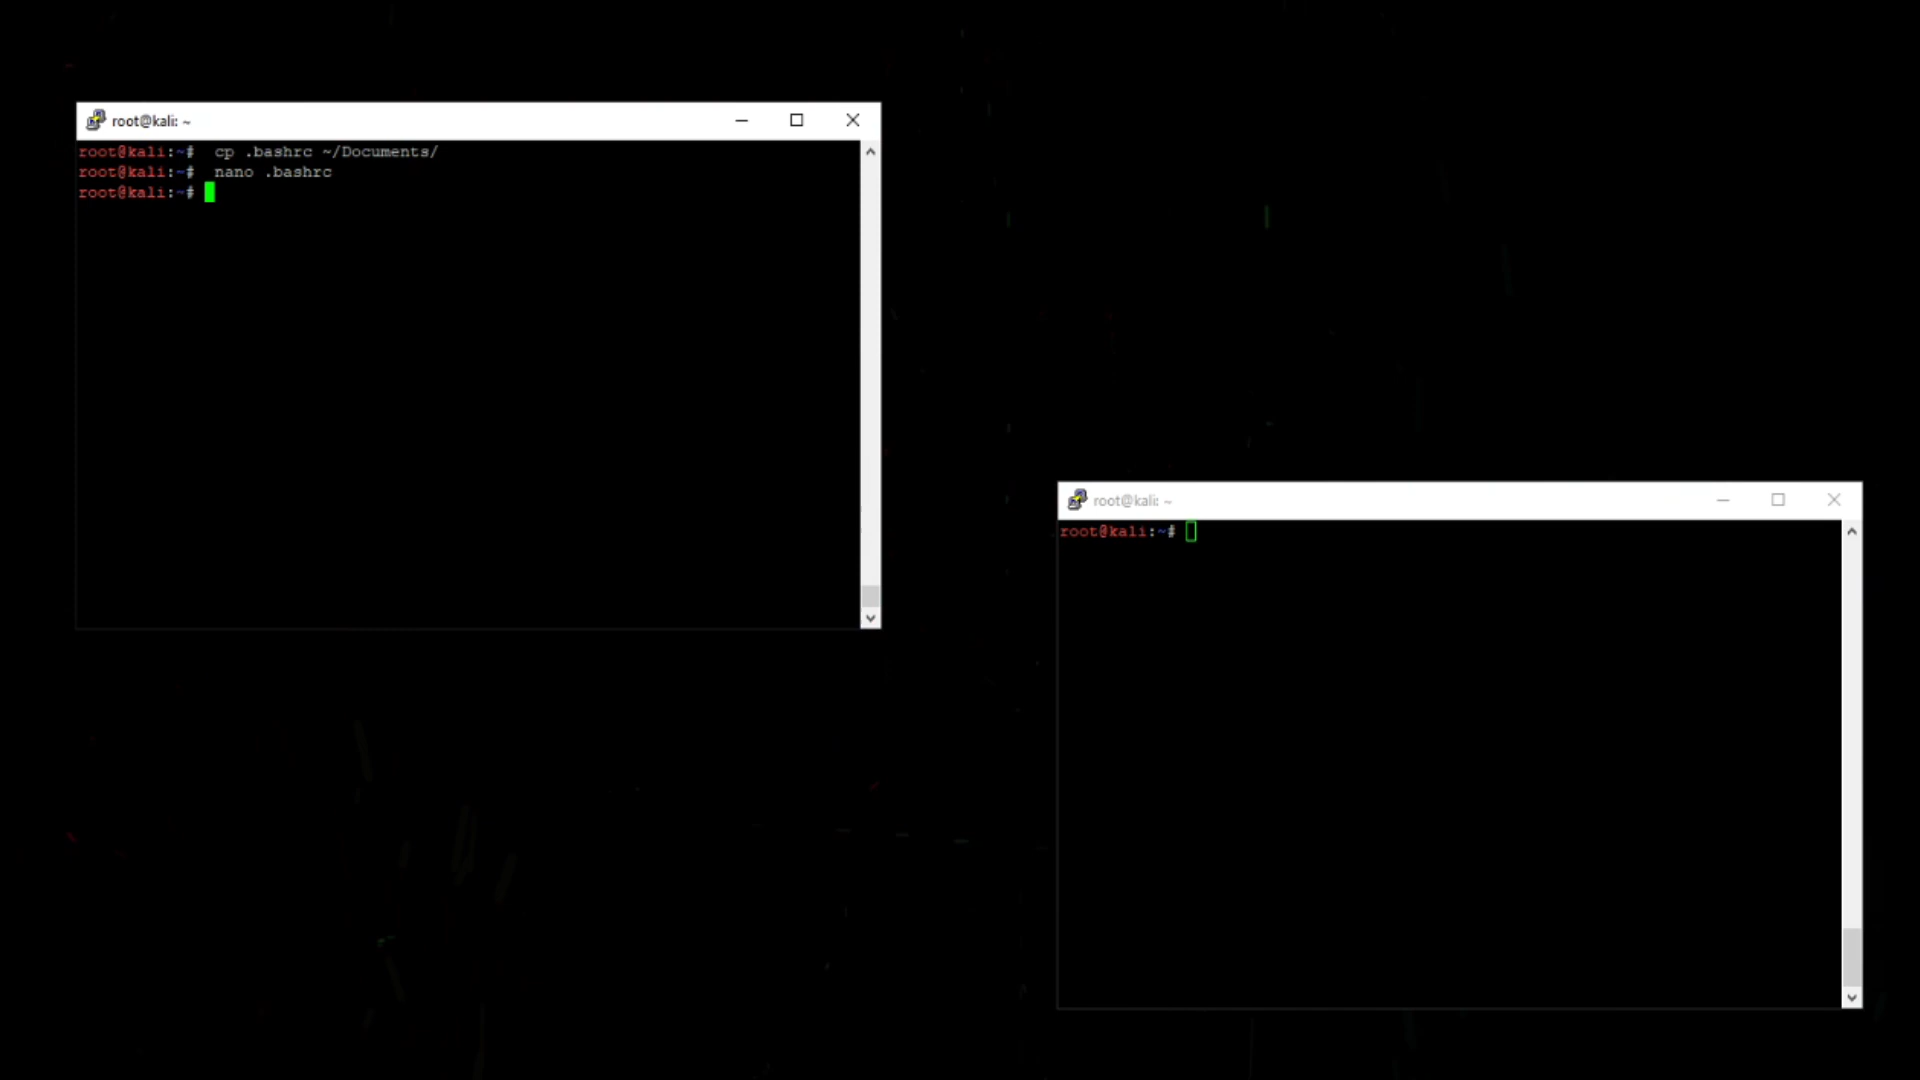 root@kali: ~
root@kali:~#  cp .bashrc ~/Documents/
root@kali:~#  nano .bashrc
root@kali:~#
root@kali: ~
root@kali:~#